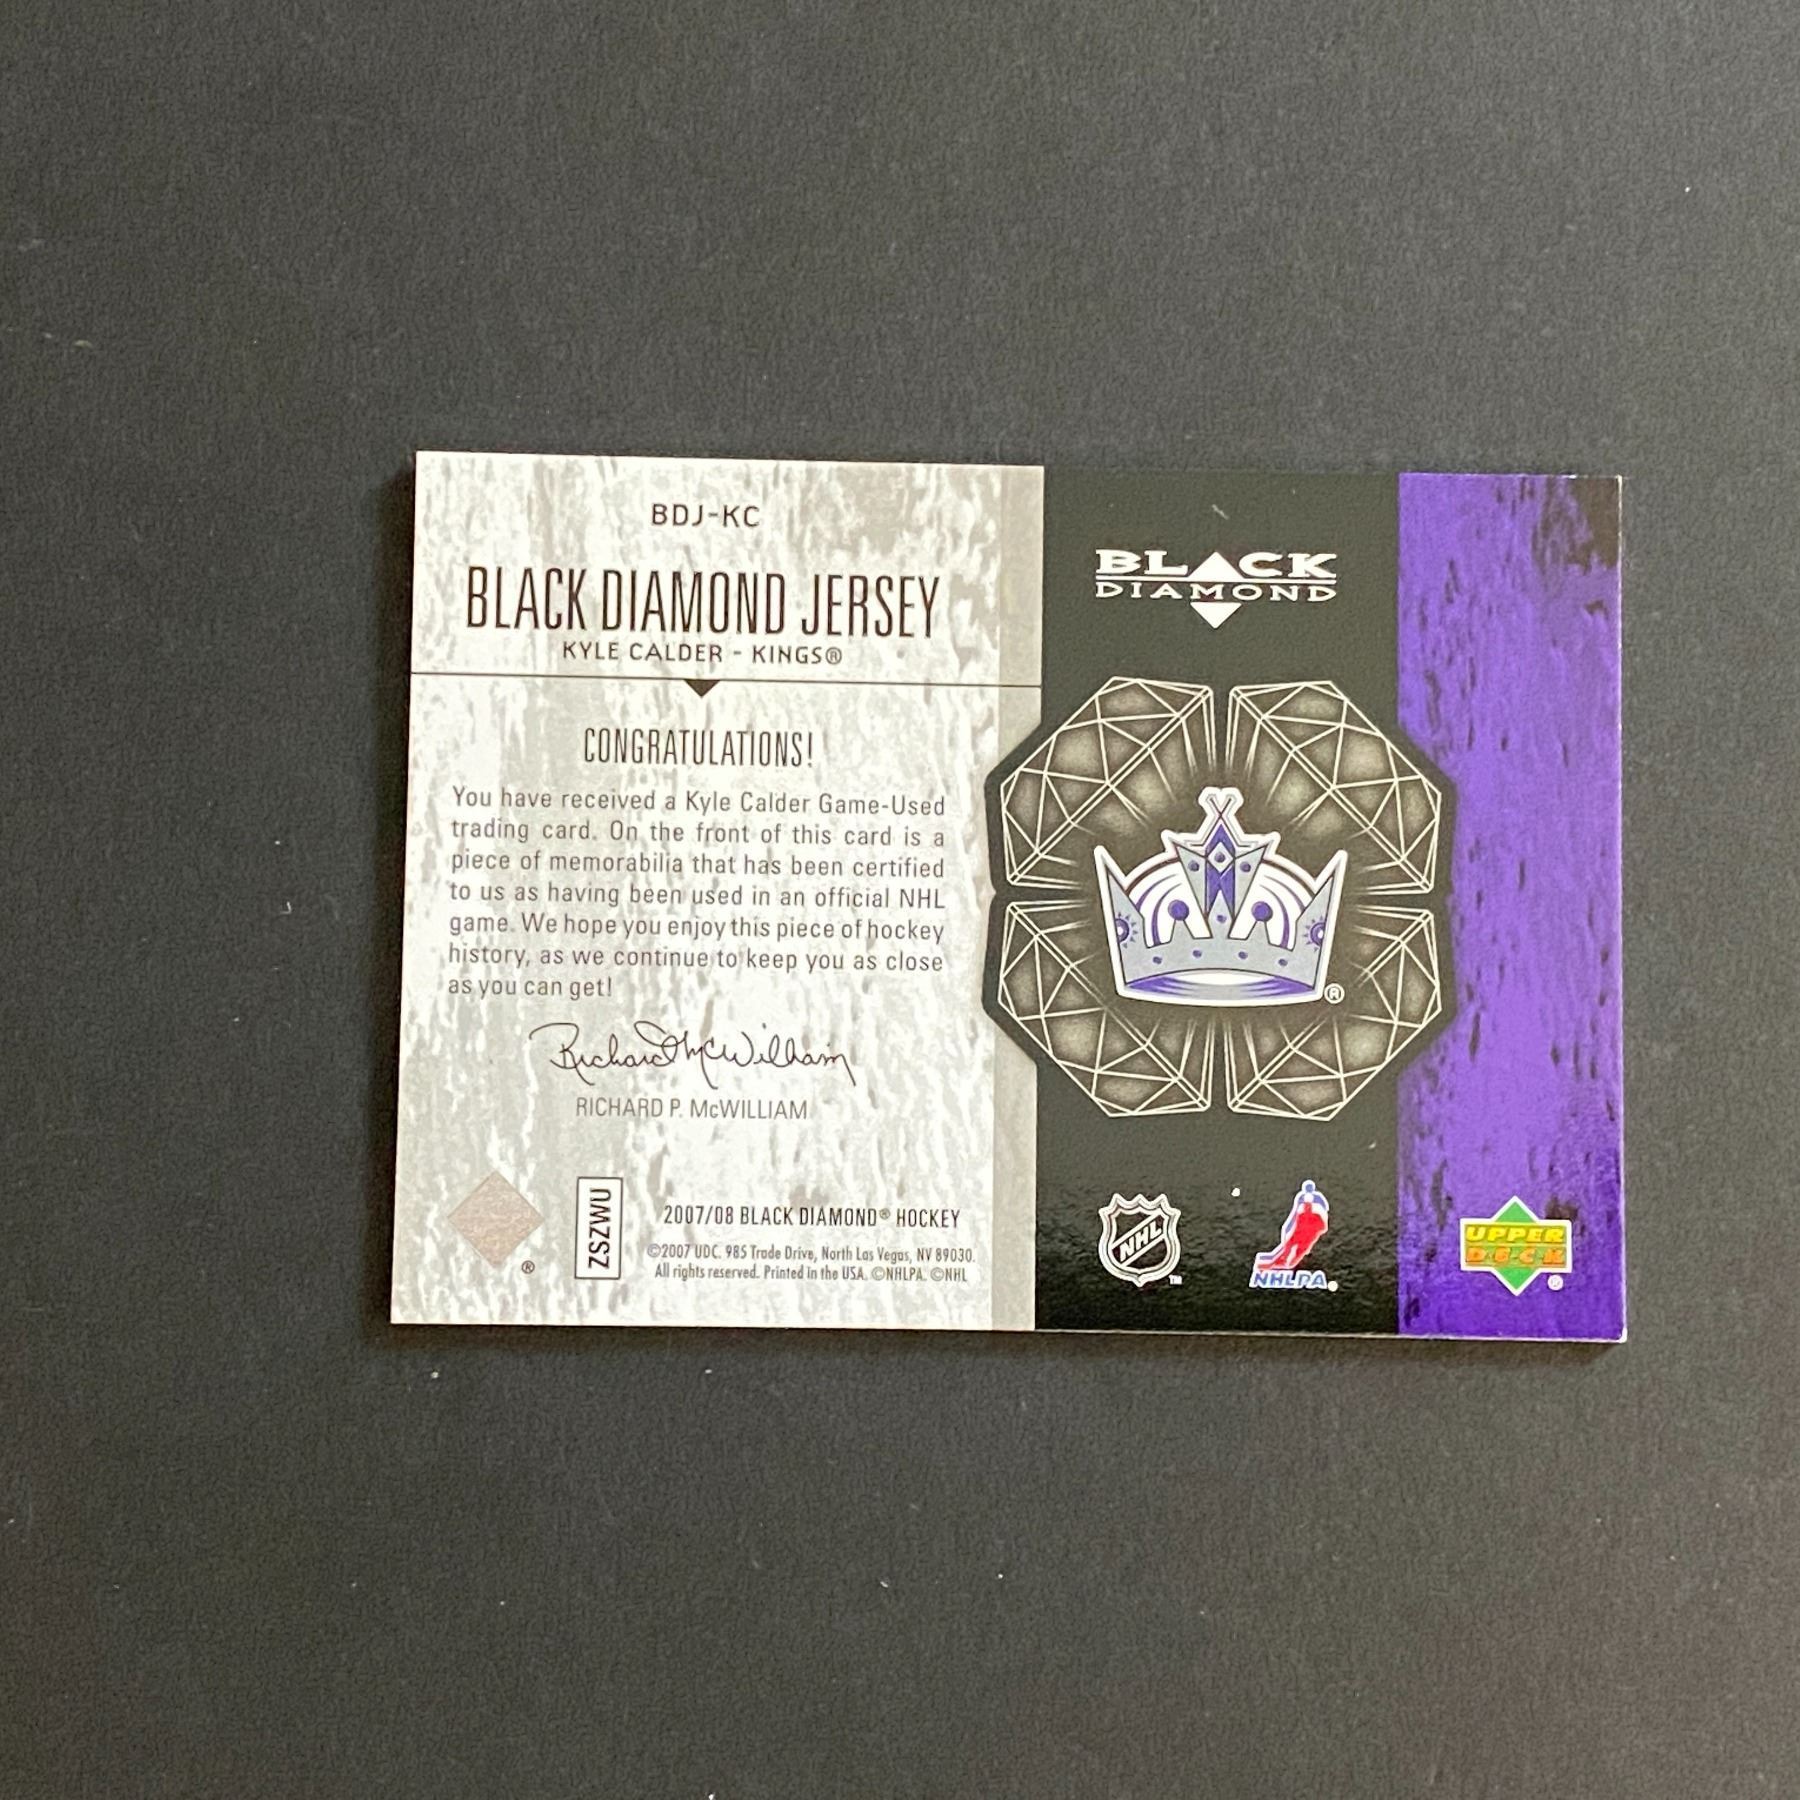 BDJ-KC
BLACK DIAMOND JERSEY
KYLE CALDER - KINGS®
CONGRATULATIONS!
You have received a Kyle Calder Game-Used
trading card. On the front of this card is a
piece of memorabilia that has been certified
to us as having been used in an official NHL
game. We hope you enjoy this piece of hockey
history, as we continue to keep you as close
as you can get!
Richard McWilliam
RICHARD P. McWILLIAM
®
ZSZWU
2007/08 BLACK DIAMOND® HOCKEY
©2007 UDC. 985 Trade Drive, North Las Vegas, NV 89030.
All rights reserved. Printed in the USA. ©NHLPA. ©NHL
BLACK
DIAMOND
®
NHL
TM
NHLPA®
UPPER
DECK
®